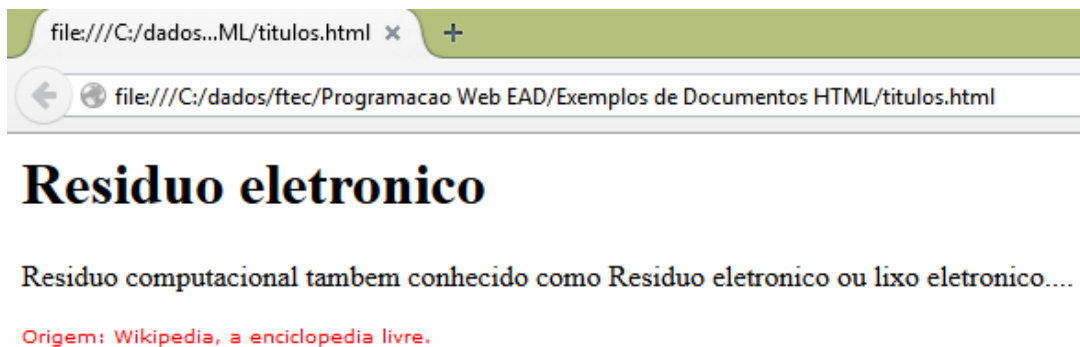 file:///C:/dados...ML/titulos.html
file:///C:/dados/ftec/Programacao Web EAD/Exemplos de Documentos HTML/titulos.html
Residuo eletronico
Residuo computacional tambem conhecido como Residuo eletronico ou lixo eletronico....
Origem: Wikipedia, a enciclopedia livre.